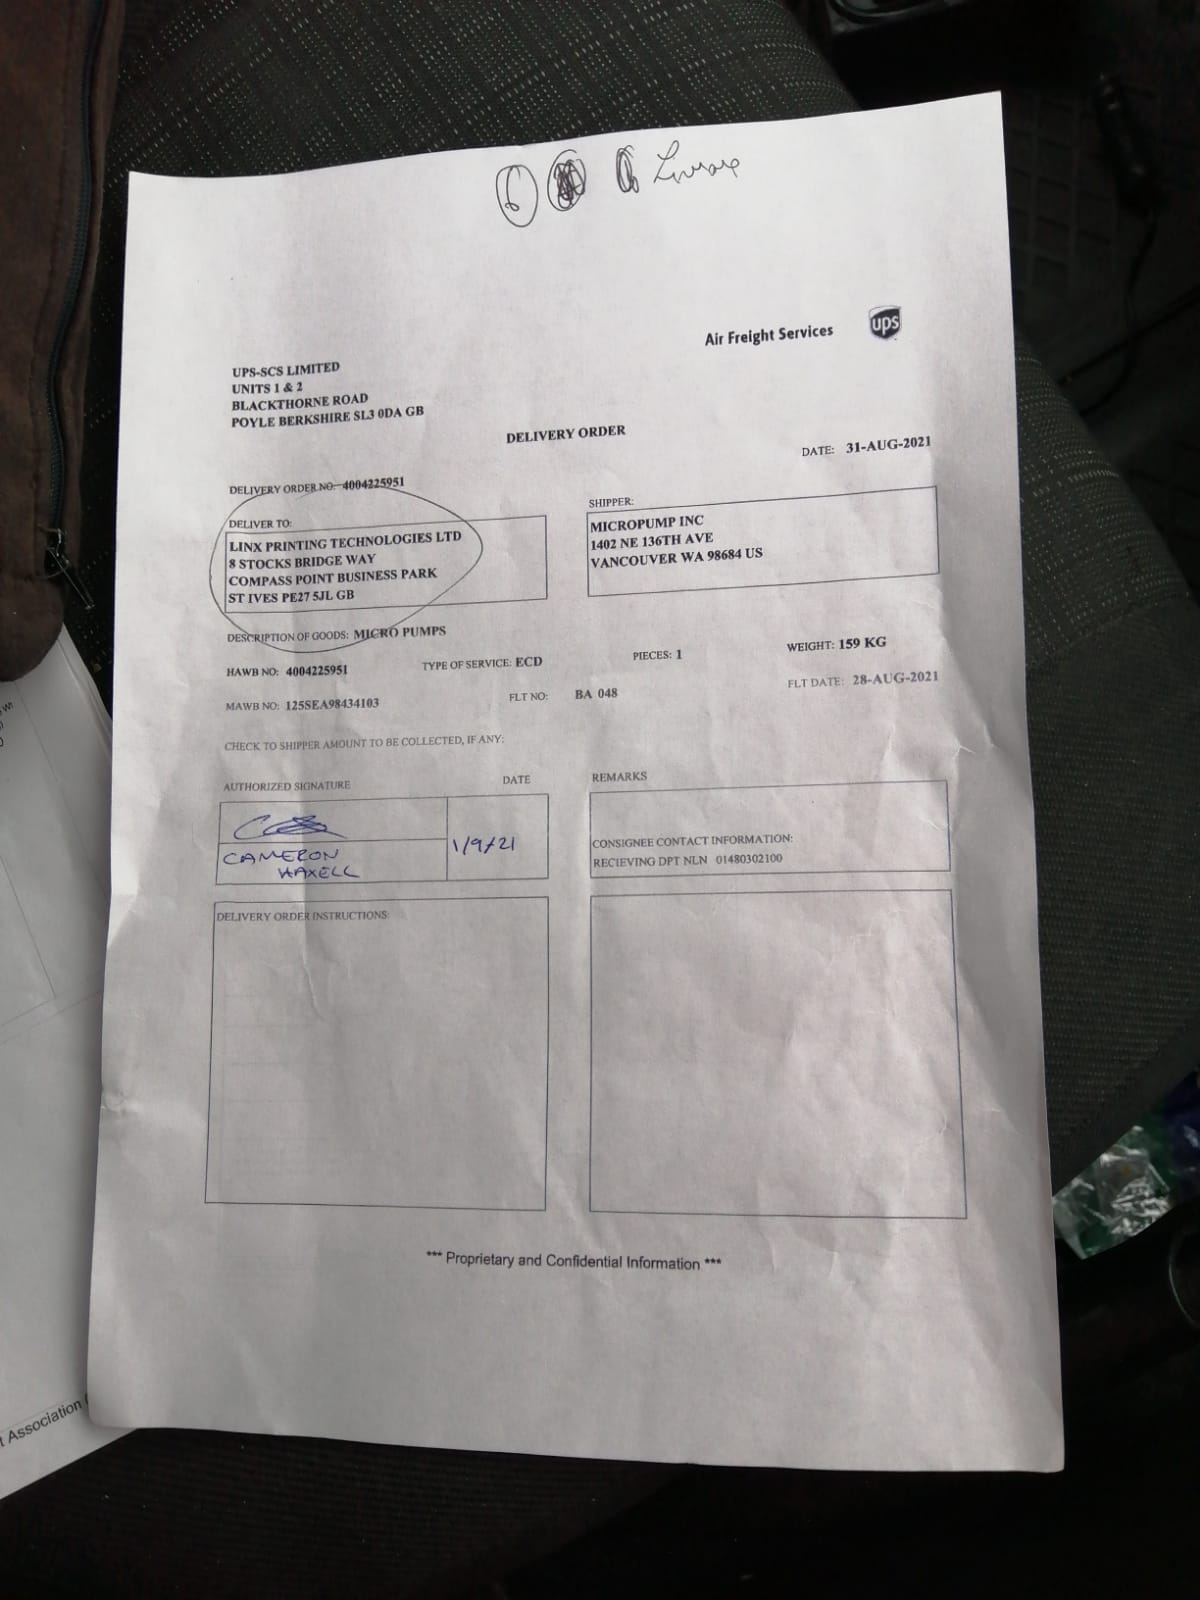 6
Air Freight Services
ups
UPS-SCS LIMITED
UNITS 1 & 2
BLACKTHORNE ROAD
POYLE BERKSHIRE SL3 0DA GB
DELIVERY ORDER
DATE: 31-AUG-2021
DELIVERY ORDER NO: 4004225951
DELIVER TO:
LINX PRINTING TECHNOLOGIES LTD
8 STOCKS BRIDGE WAY
COMPASS POINT BUSINESS PARK
ST IVES PE27 5JL GB
SHIPPER:
MICROPUMP INC
1402 NE 136TH AVE
VANCOUVER WA 98684 US
DESCRIPTION OF GOODS: MICRO PUMPS
HAWB NO: 4004225951 TYPE OF SERVICE: ECD PIECES: 1 WEIGHT: 159 KG
MAWB NO: 125SEA98434103 FLT NO: BA 048 FLT DATE: 28-AUG-2021
CHECK TO SHIPPER AMOUNT TO BE COLLECTED, IF ANY:
AUTHORIZED SIGNATURE DATE
CAMERON
HAXELL
1/9/21
REMARKS
CONSIGNEE CONTACT INFORMATION:
RECIEVING DPT NLN 01480302100
DELIVERY ORDER INSTRUCTIONS:
*** Proprietary and Confidential Information ***
t Association